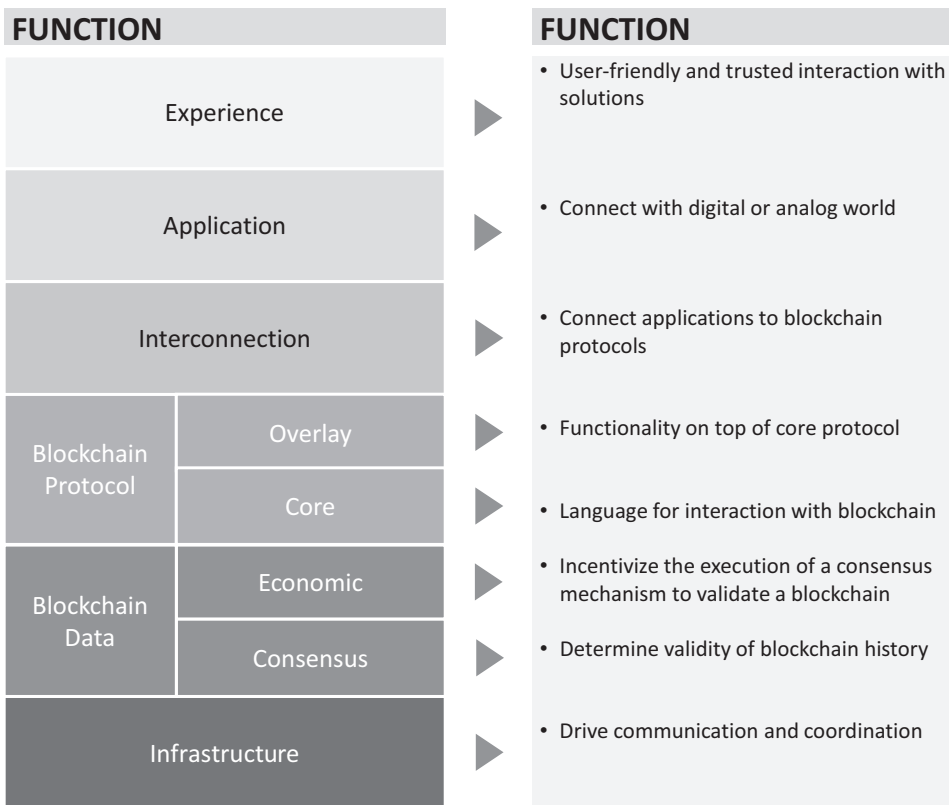 FUNCTION
FUNCTION
Experience
• User-friendly and trusted interaction with
solutions
Application
• Connect with digital or analog world
Interconnection
• Connect applications to blockchain
protocols
Blockchain
Protocol
Overlay
• Functionality on top of core protocol
Core
• Language for interaction with blockchain
Blockchain
Data
Economic
• Incentivize the execution of a consensus
mechanism to validate a blockchain
Consensus
• Determine validity of blockchain history
Infrastructure
• Drive communication and coordination